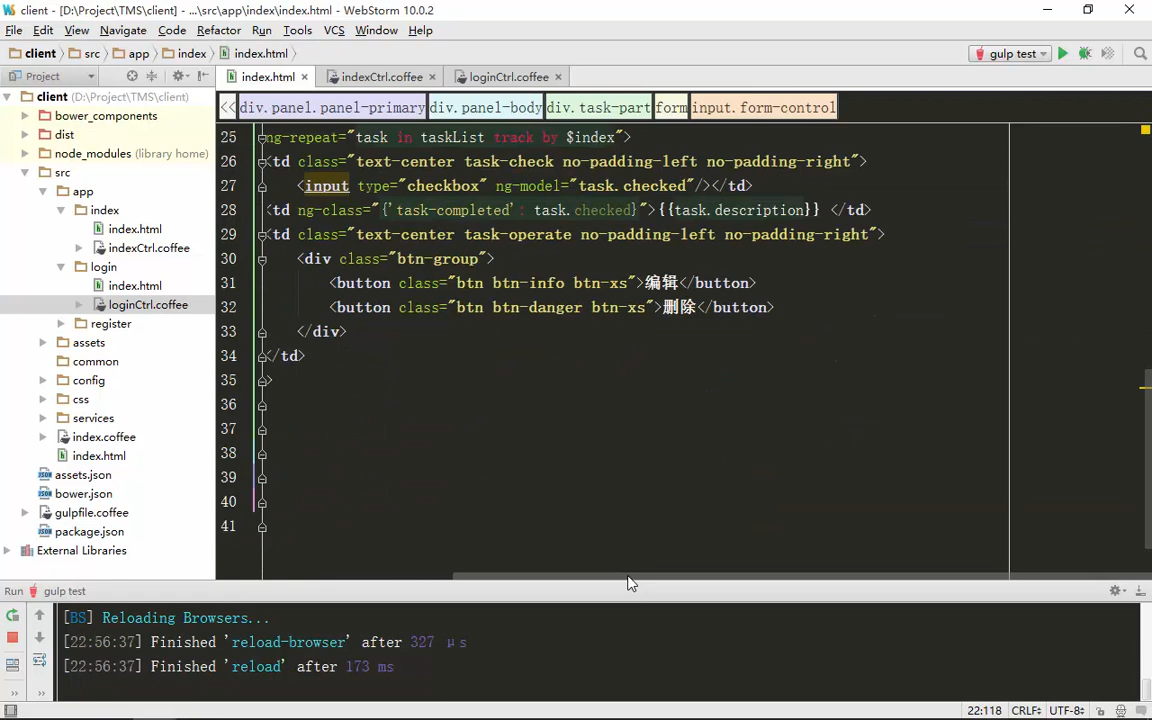 client - [D:\Project\TMS\client] - ...\src\app\index\index.html - WebStorm 10.0.2
File Edit View Navigate Code Refactor Run Tools VCS Window Help
client src app index index.html gulp test
Project index.html indexCtrl.coffee loginCtrl.coffee
client (D:\Project\TMS\client)
bower_components
dist
node_modules (library home)
src
app
index
index.html
indexCtrl.coffee
login
index.html
loginCtrl.coffee
register
assets
common
config
css
services
index.coffee
index.html
assets.json
bower.json
gulpfile.coffee
package.json
External Libraries
<< div.panel.panel-primary div.panel-body div.task-part form input.form-control
25 ng-repeat="task in taskList track by $index">
26 <td class="text-center task-check no-padding-left no-padding-right">
27 <input type="checkbox" ng-model="task.checked"/></td>
28 <td ng-class="{'task-completed': task.checked}">{{task.description}} </td>
29 <td class="text-center task-operate no-padding-left no-padding-right">
30 <div class="btn-group">
31 <button class="btn btn-info btn-xs">编辑</button>
32 <button class="btn btn-danger btn-xs">删除</button>
33 </div>
34 </td>
35 >
36
37
38
39
40
41
Run gulp test
[BS] Reloading Browsers...
[22:56:37] Finished 'reload-browser' after 327 μs
[22:56:37] Finished 'reload' after 173 ms
22:118 CRLF UTF-8